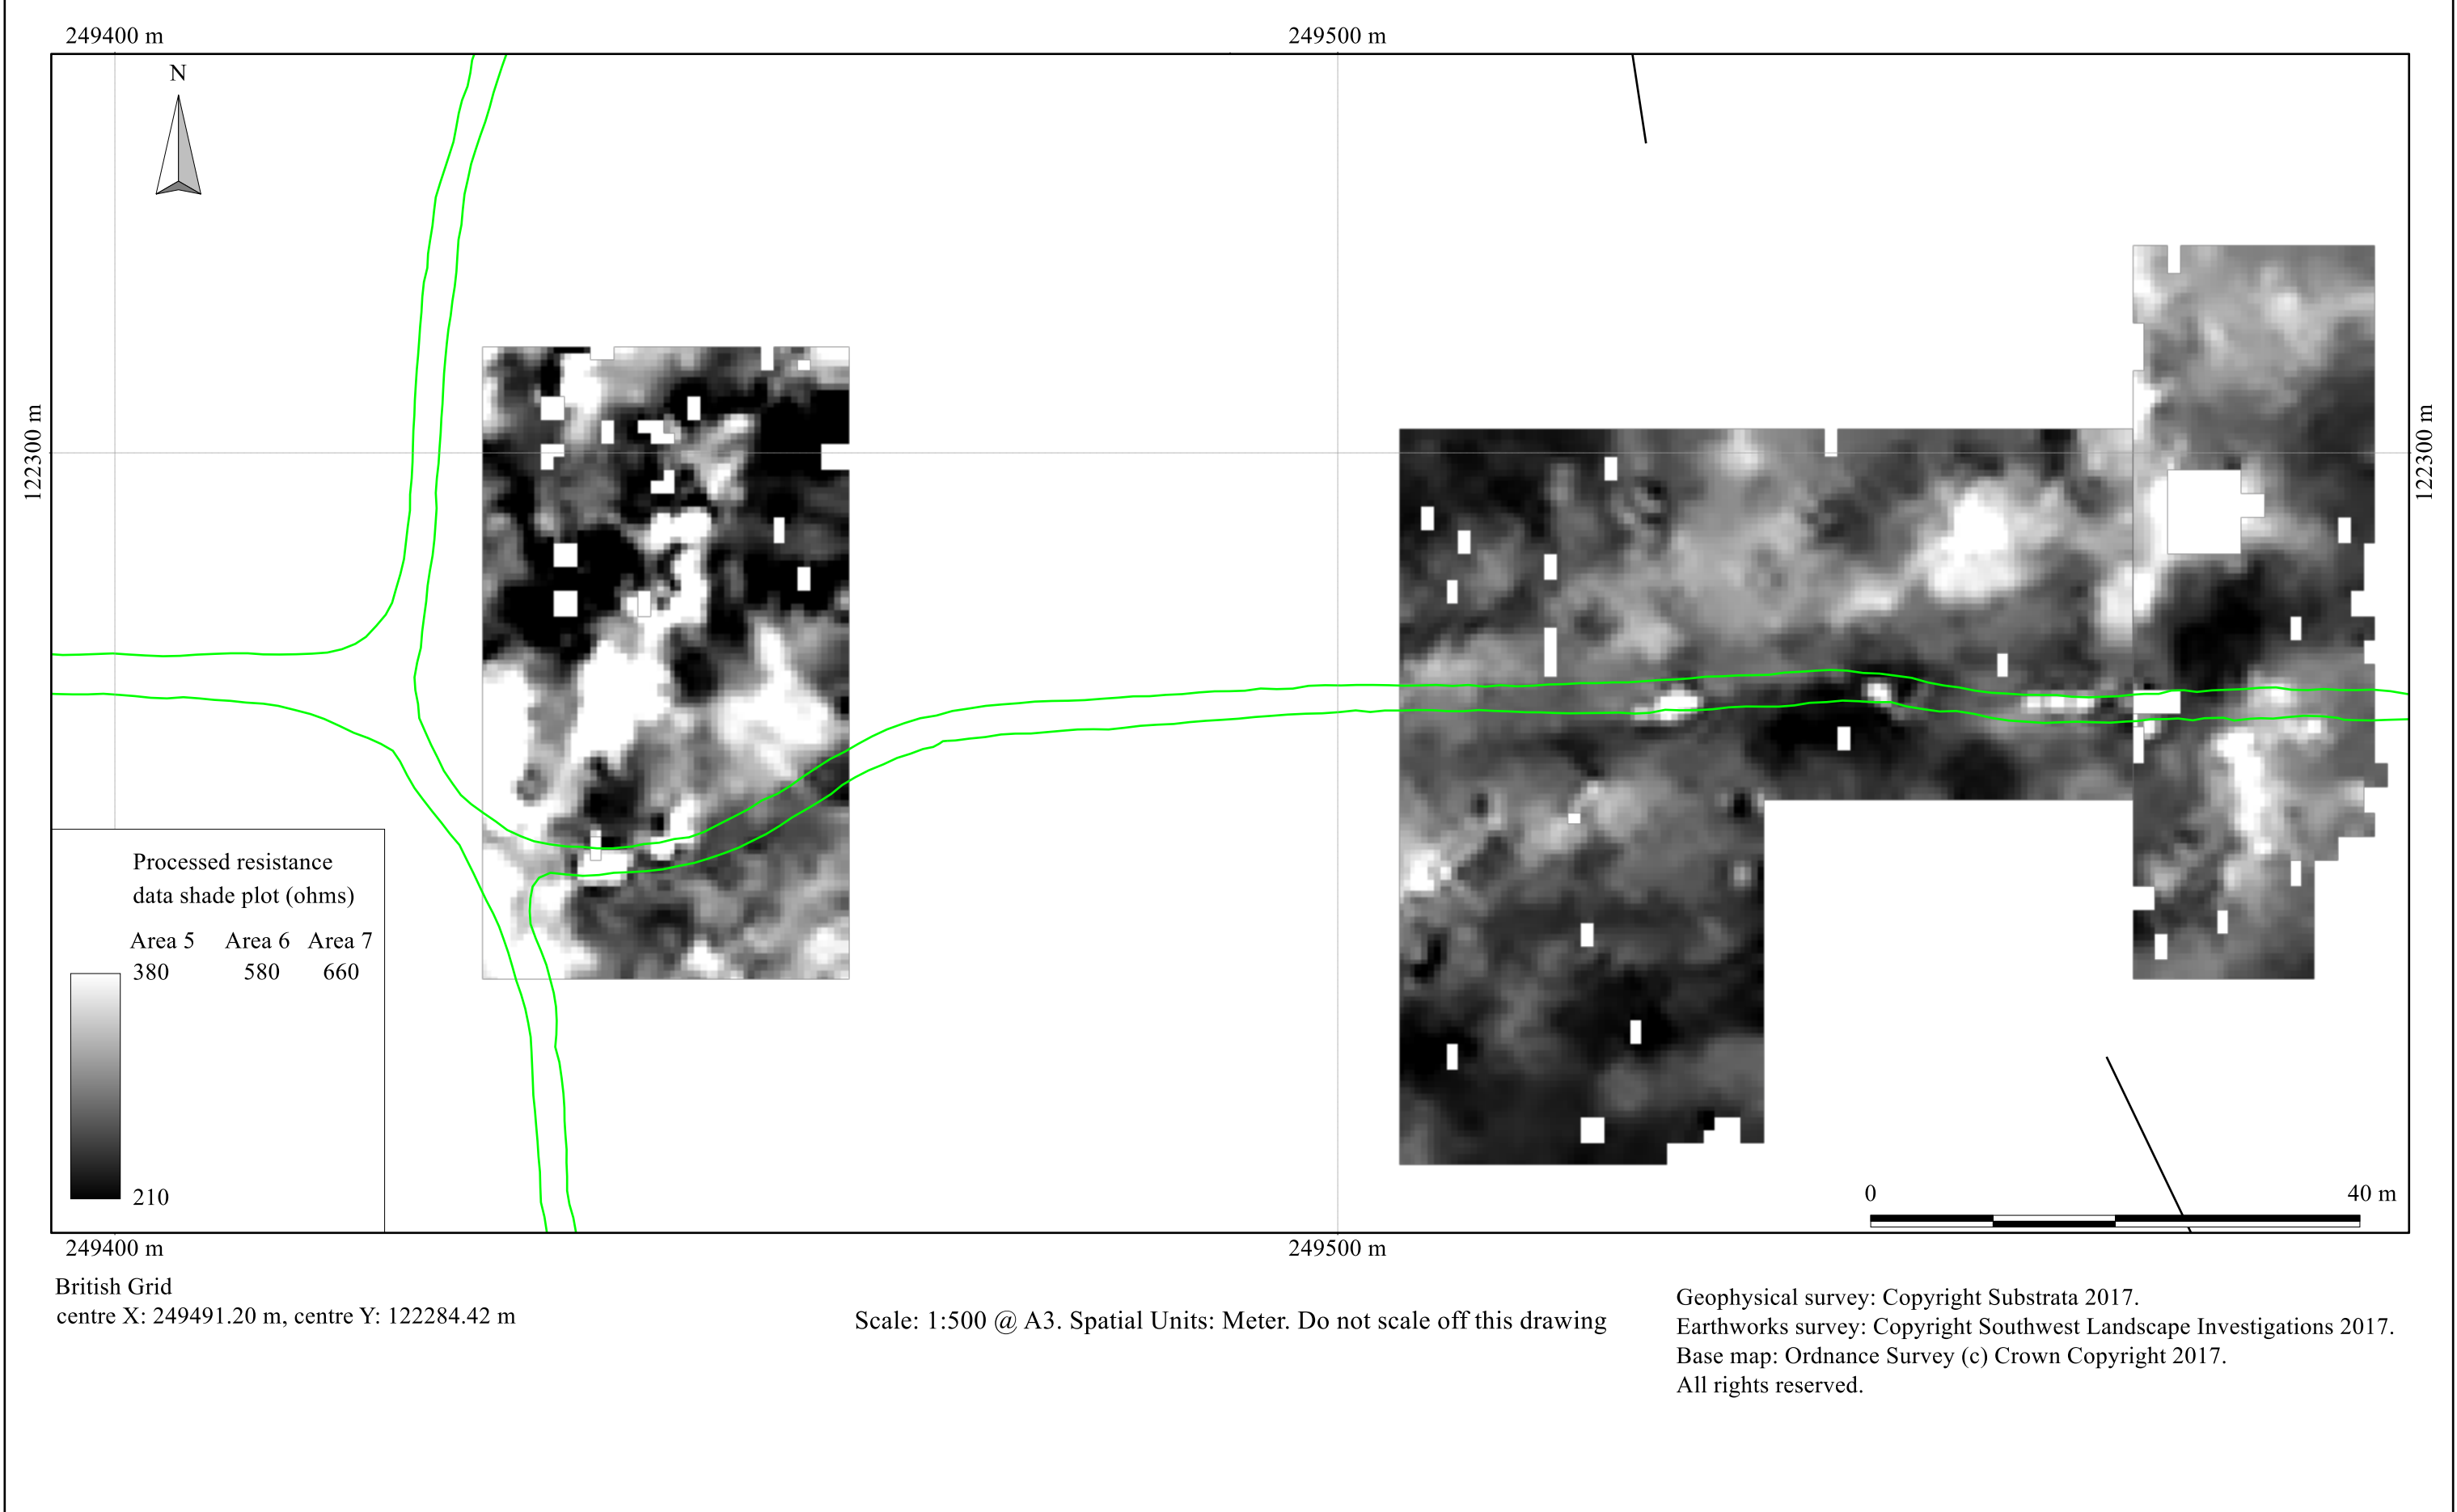 249400 m
249500 m
N
122300 m
122300 m
Processed resistance
data shade plot (ohms)
Area 5 Area 6 Area 7
380 580 660
210
0 40 m
249400 m
249500 m
British Grid
centre X: 249491.20 m, centre Y: 122284.42 m
Scale: 1:500 @ A3. Spatial Units: Meter. Do not scale off this drawing
Geophysical survey: Copyright Substrata 2017.
Earthworks survey: Copyright Southwest Landscape Investigations 2017.
Base map: Ordnance Survey (c) Crown Copyright 2017.
All rights reserved.